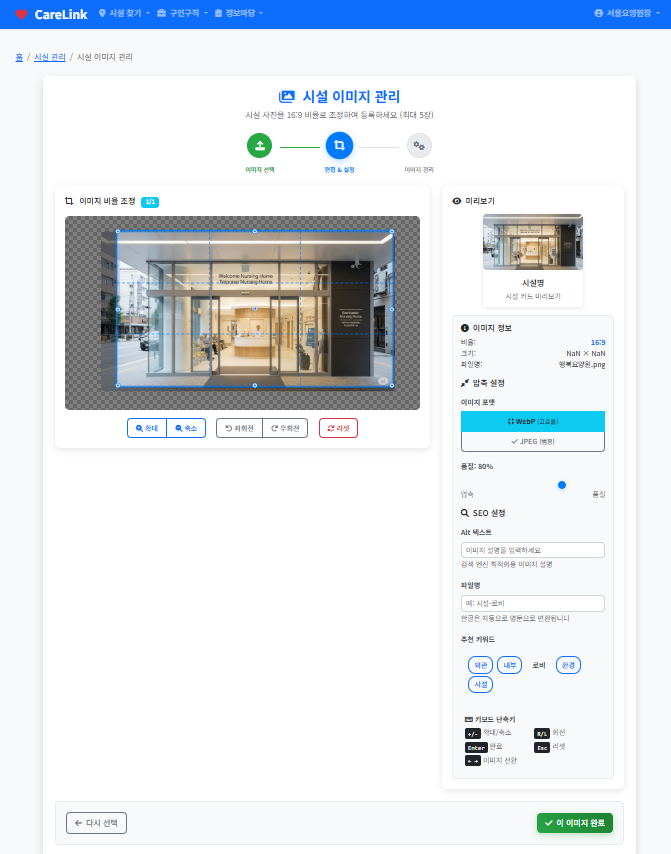 CareLink 시설 찾기 구인구직 정보마당 서울요양원장
홈 / 시설 관리 / 시설 이미지 관리
시설 이미지 관리
시설 사진을 16:9 비율로 조정하여 등록하세요 (최대 5장)
이미지 선택 편집 & 설정 이미지 관리
이미지 비율 조정 1/1
Welcome Nursing Home
확대 축소 좌회전 우회전 리셋
미리보기
시설명
시설 카드 미리보기
이미지 정보
비율: 16:9
크기: NaN × NaN
파일명: 행복요양원.png
압축 설정
이미지 포맷
WebP (고효율)
JPEG (범용)
품질: 80%
압축 품질
SEO 설정
Alt 텍스트
이미지 설명을 입력하세요
검색 엔진 최적화용 이미지 설명
파일명
예: 시설-로비
한글은 자동으로 영문으로 변환됩니다
추천 키워드
외관 내부 로비 환경
시설
키보드 단축키
+/- 확대/축소 R/L 회전
Enter 완료 Esc 리셋
← → 이미지 전환
← 다시 선택 이 이미지 완료